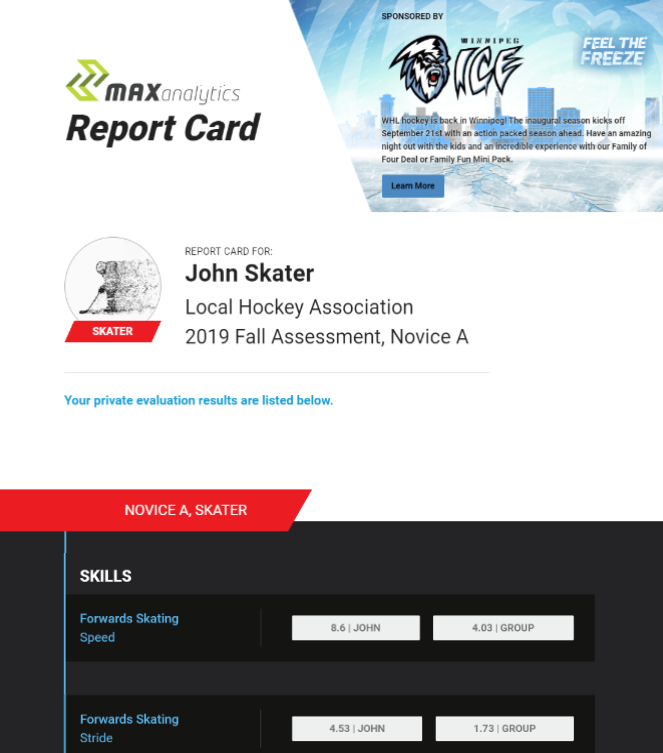 SPONSORED BY
WINNIPEG
ICE
FEEL THE
FREEZE
WHL hockey is back in Winnipeg! The inaugural season kicks off
September 21st with an action packed season ahead. Have an amazing
night out with the kids and an incredible experience with our Family of
Four Deal or Family Fun Mini Pack.
Learn More
MAXanalytics
Report Card
REPORT CARD FOR:
John Skater
Local Hockey Association
2019 Fall Assessment, Novice A
SKATER
Your private evaluation results are listed below.
NOVICE A, SKATER
SKILLS
Forwards Skating
Speed
8.6 | JOHN
4.03 | GROUP
Forwards Skating
Stride
4.53 | JOHN
1.73 | GROUP